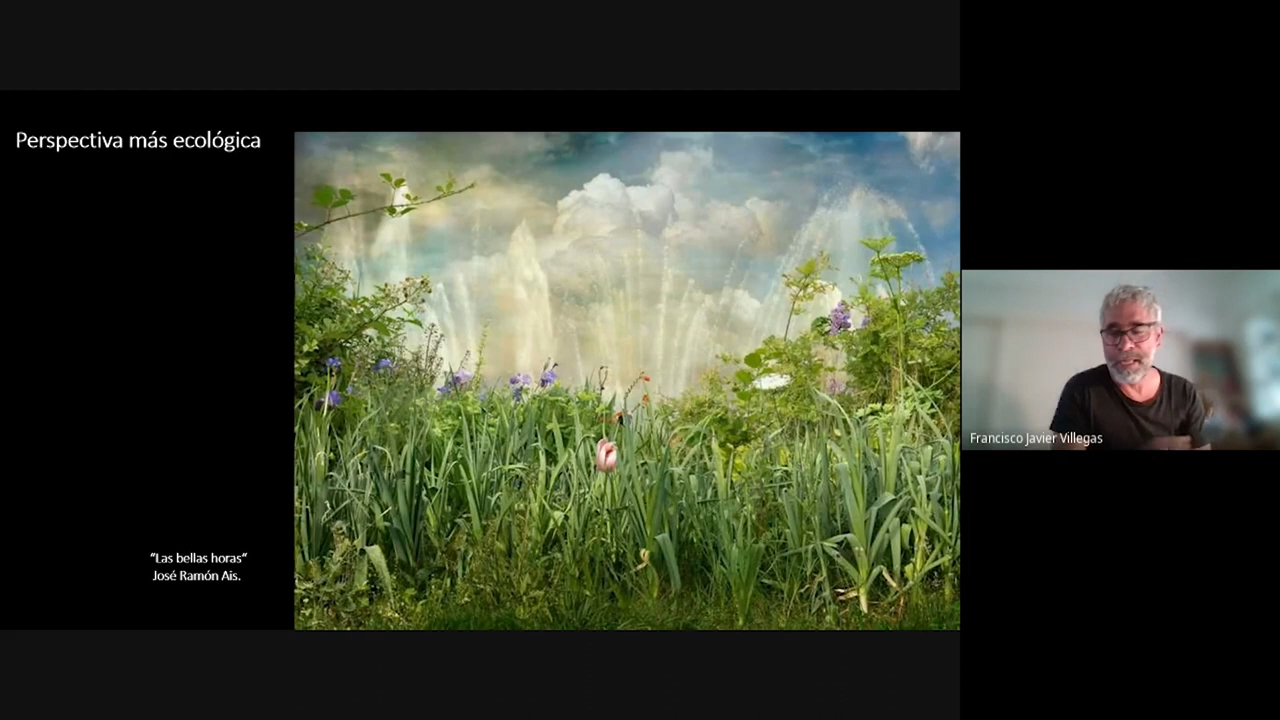 Perspectiva más ecológica
“Las bellas horas“
José Ramón Ais.
Francisco Javier Villegas